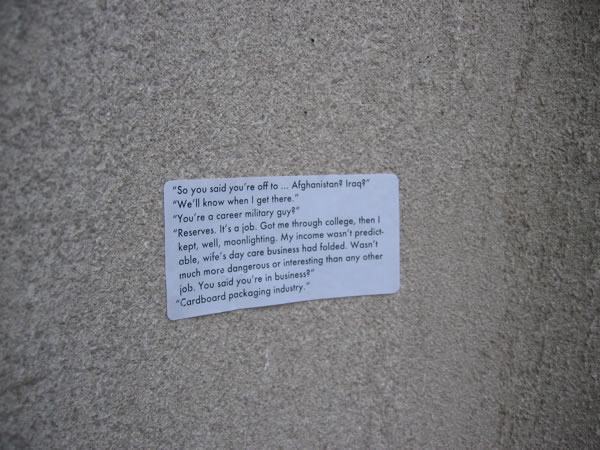 "So you said you're off to ... Afghanistan? Iraq?"
"We'll know when I get there."
"You're a career military guy?"
"Reserves. It's a job. Got me through college, then I
kept, well, moonlighting. My income wasn't predict-
able, wife's day care business had folded. Wasn't
much more dangerous or interesting than any other
job. You said you're in business?"
"Cardboard packaging industry."